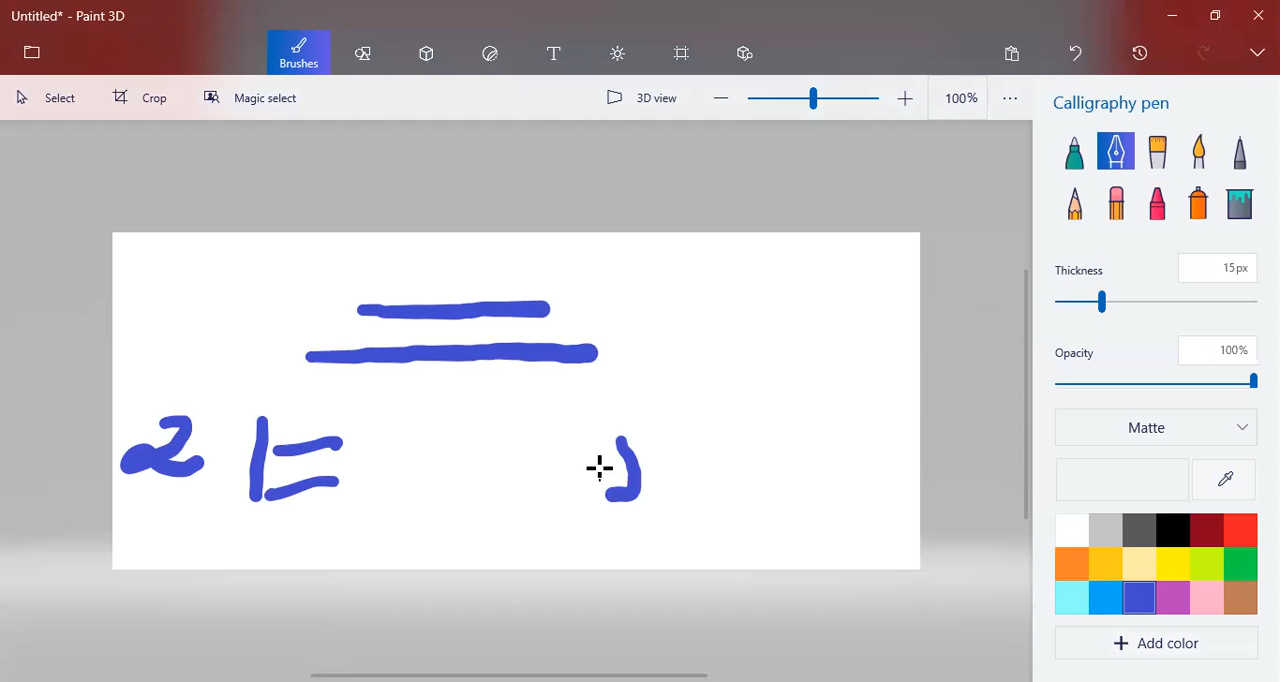 Untitled* - Paint 3D
Brushes
Select
Crop
Magic select
3D view
100%
Calligraphy pen
Thickness
15px
Opacity
100%
Matte
Add color
2